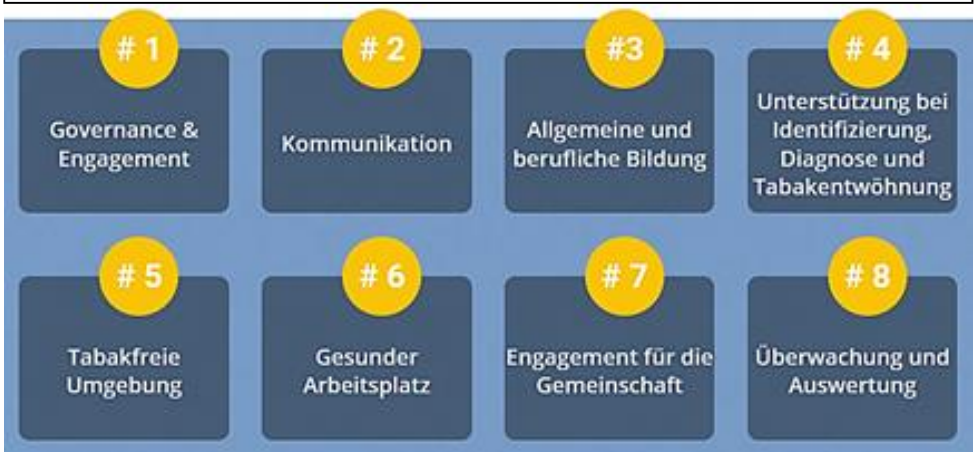 # 1
Governance &
Engagement
# 2
Kommunikation
#3
Allgemeine und
berufliche Bildung
# 4
Unterstützung bei
Identifizierung,
Diagnose und
Tabakentwöhnung
# 5
Tabakfreie
Umgebung
# 6
Gesunder
Arbeitsplatz
# 7
Engagement für die
Gemeinschaft
# 8
Überwachung und
Auswertung